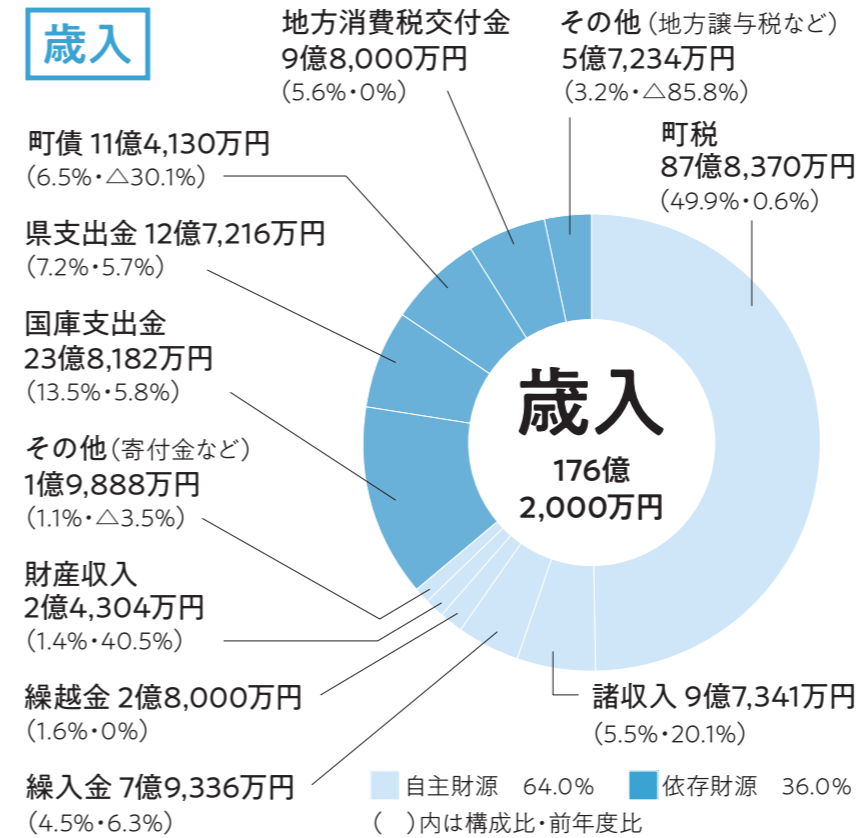 歳入
地方消費税交付金
9億8,000万円
(5.6%・0%)
その他(地方譲与税など)
5億7,234万円
(3.2%・△85.8%)
町税
87億8,370万円
(49.9%・0.6%)
町債 11億4,130万円
(6.5%・△30.1%)
県支出金 12億7,216万円
(7.2%・5.7%)
国庫支出金
23億8,182万円
(13.5%・5.8%)
その他(寄付金など)
1億9,888万円
(1.1%・△3.5%)
財産収入
2億4,304万円
(1.4%・40.5%)
繰越金 2億8,000万円
(1.6%・0%)
繰入金 7億9,336万円
(4.5%・6.3%)
歳入
176億
2,000万円
諸収入 9億7,341万円
(5.5%・20.1%)
自主財源 64.0% 依存財源 36.0%
( )内は構成比・前年度比